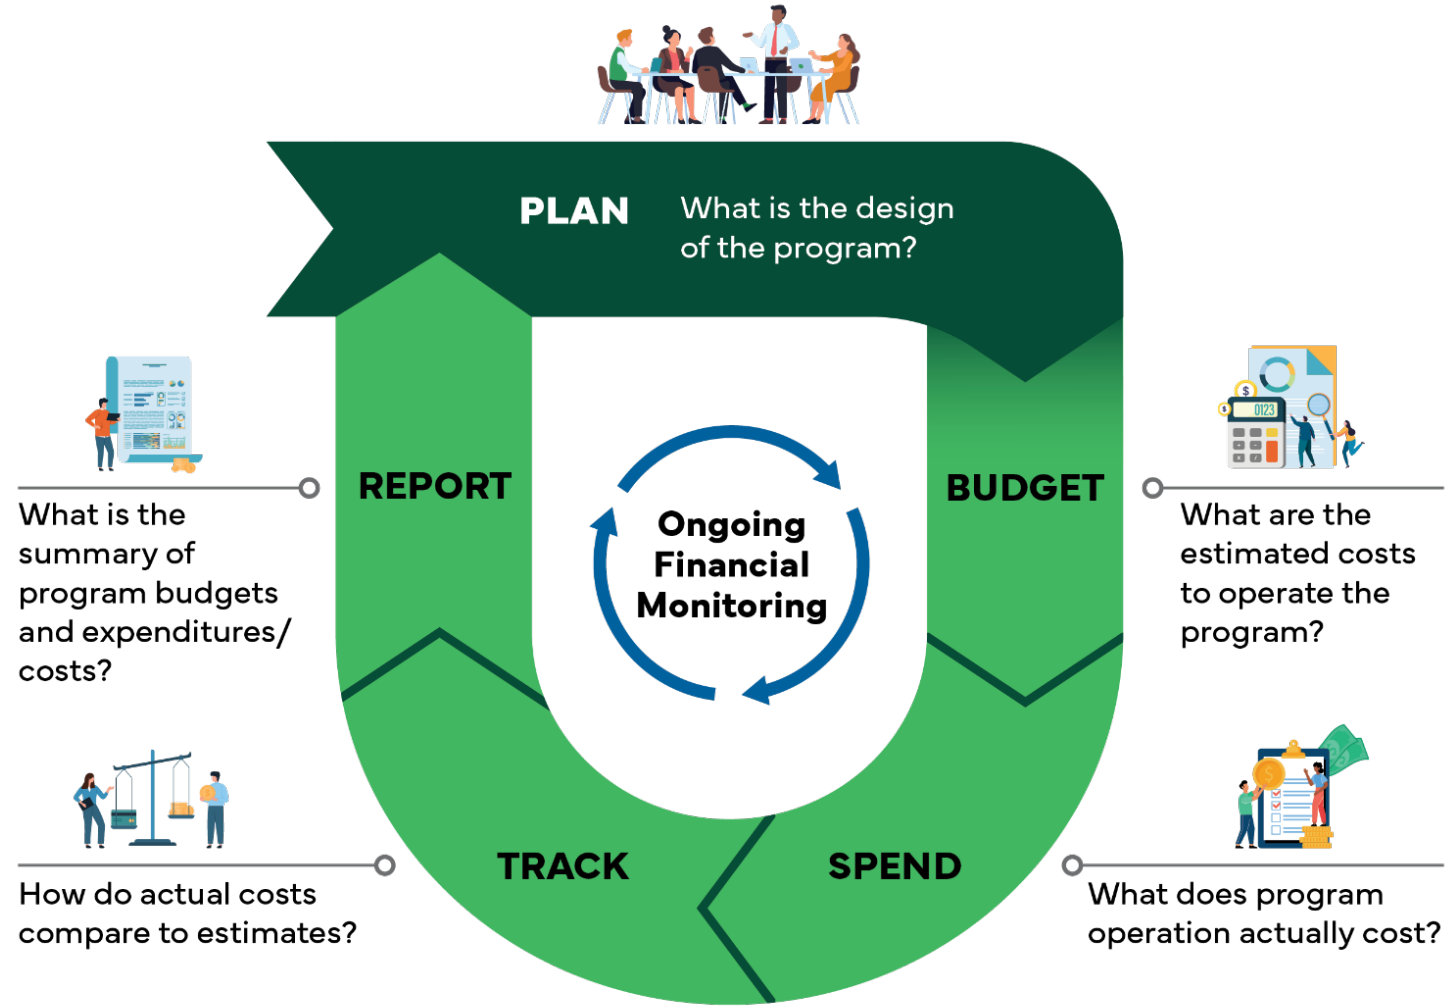 PLAN
What is the design
of the program?
REPORT
What is the
summary of
program budgets
and expenditures/
costs?
Ongoing
Financial
Monitoring
BUDGET
0123
$
$
What are the
estimated costs
to operate the
program?
TRACK
How do actual costs
compare to estimates?
SPEND
What does program
operation actually cost?